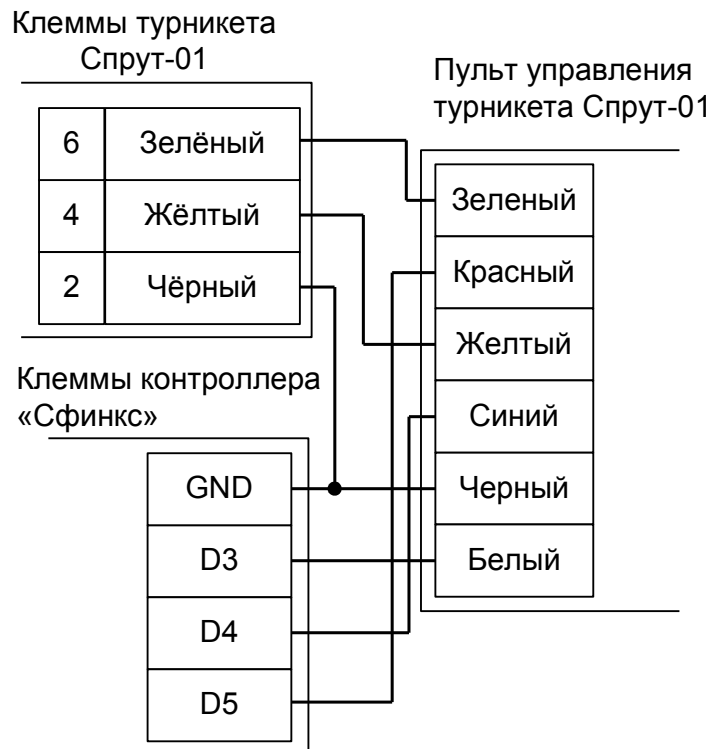 Клеммы турникета
Спрут-01
6 Зелёный
4 Жёлтый
2 Чёрный
Пульт управления
турникета Спрут-01
Зеленый
Красный
Желтый
Синий
Черный
Белый
Клеммы контроллера
«Сфинкс»
GND
D3
D4
D5